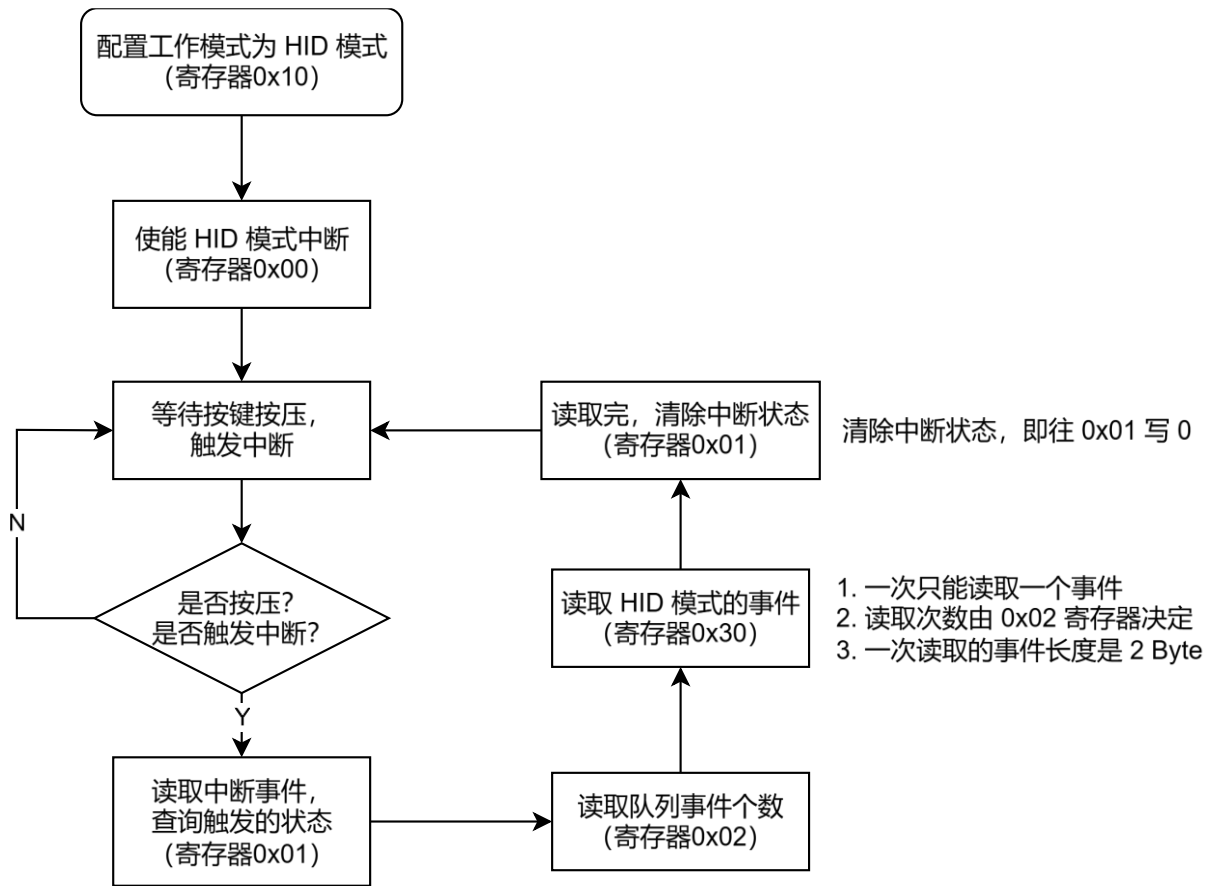 配置工作模式为 HID 模式
（寄存器0x10）
使能 HID 模式中断
（寄存器0x00）
等待按键按压，
触发中断
N
是否按压？
是否触发中断？
Y
读取中断事件，
查询触发的状态
（寄存器0x01）
读取队列事件个数
（寄存器0x02）
读取 HID 模式的事件
（寄存器0x30）
1. 一次只能读取一个事件
2. 读取次数由 0x02 寄存器决定
3. 一次读取的事件长度是 2 Byte
读取完，清除中断状态
（寄存器0x01）
清除中断状态，即往 0x01 写 0